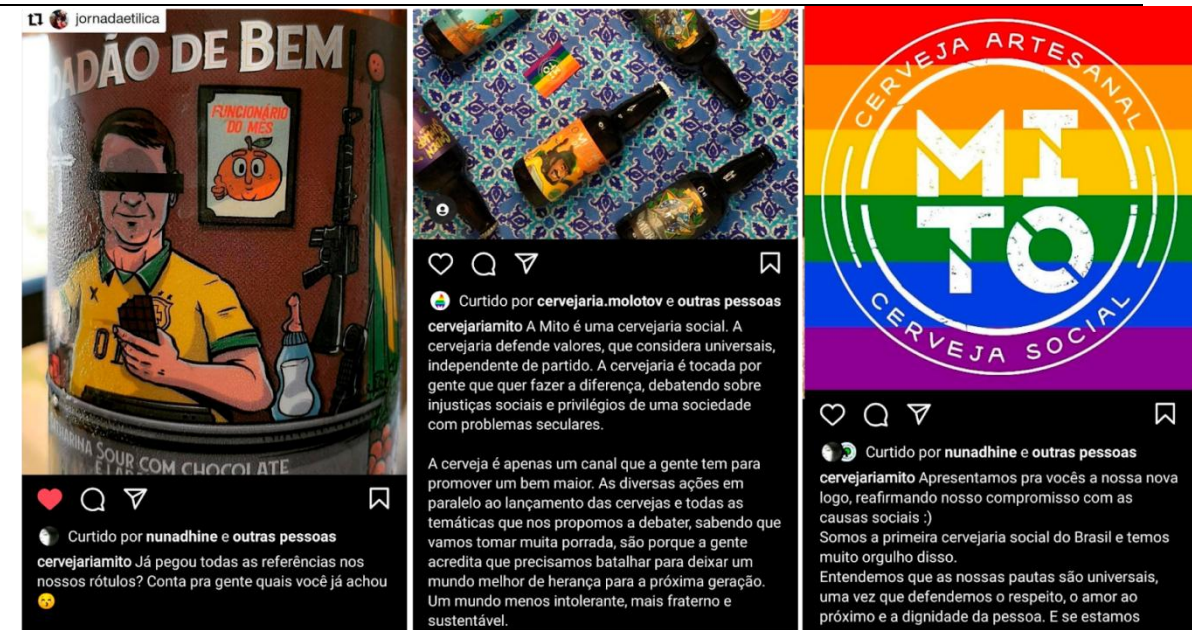 jornadaetilica
DADÃO DE BEM
FUNCIONÁRIO
DO MÊS
SOUR COM CHOCOLATE
Curtido por nunadhine e outras pessoas
cervejariamito Já pegou todas as referências nos
nossos rótulos? Conta pra gente quais você já achou
😚
Curtido por cervejaria.molotov e outras pessoas
cervejariamito A Mito é uma cervejaria social. A
cervejaria defende valores, que considera universais,
independente de partido. A cervejaria é tocada por
gente que quer fazer a diferença, debatendo sobre
injustiças sociais e privilégios de uma sociedade
com problemas seculares.
A cerveja é apenas um canal que a gente tem para
promover um bem maior. As diversas ações em
paralelo ao lançamento das cervejas e todas as
temáticas que nos propomos a debater, sabendo que
vamos tomar muita porrada, são porque a gente
acredita que precisamos batalhar para deixar um
mundo melhor de herança para a próxima geração.
Um mundo menos intolerante, mais fraterno e
sustentável.
CERVEJA ARTESANAL
MI
TO
CERVEJA SOCIAL
Curtido por nunadhine e outras pessoas
cervejariamito Apresentamos pra vocês a nossa nova
logo, reafirmando nosso compromisso com as
causas sociais :)
Somos a primeira cervejaria social do Brasil e temos
muito orgulho disso.
Entendemos que as nossas pautas são universais,
uma vez que defendemos o respeito, o amor ao
próximo e a dignidade da pessoa. E se estamos